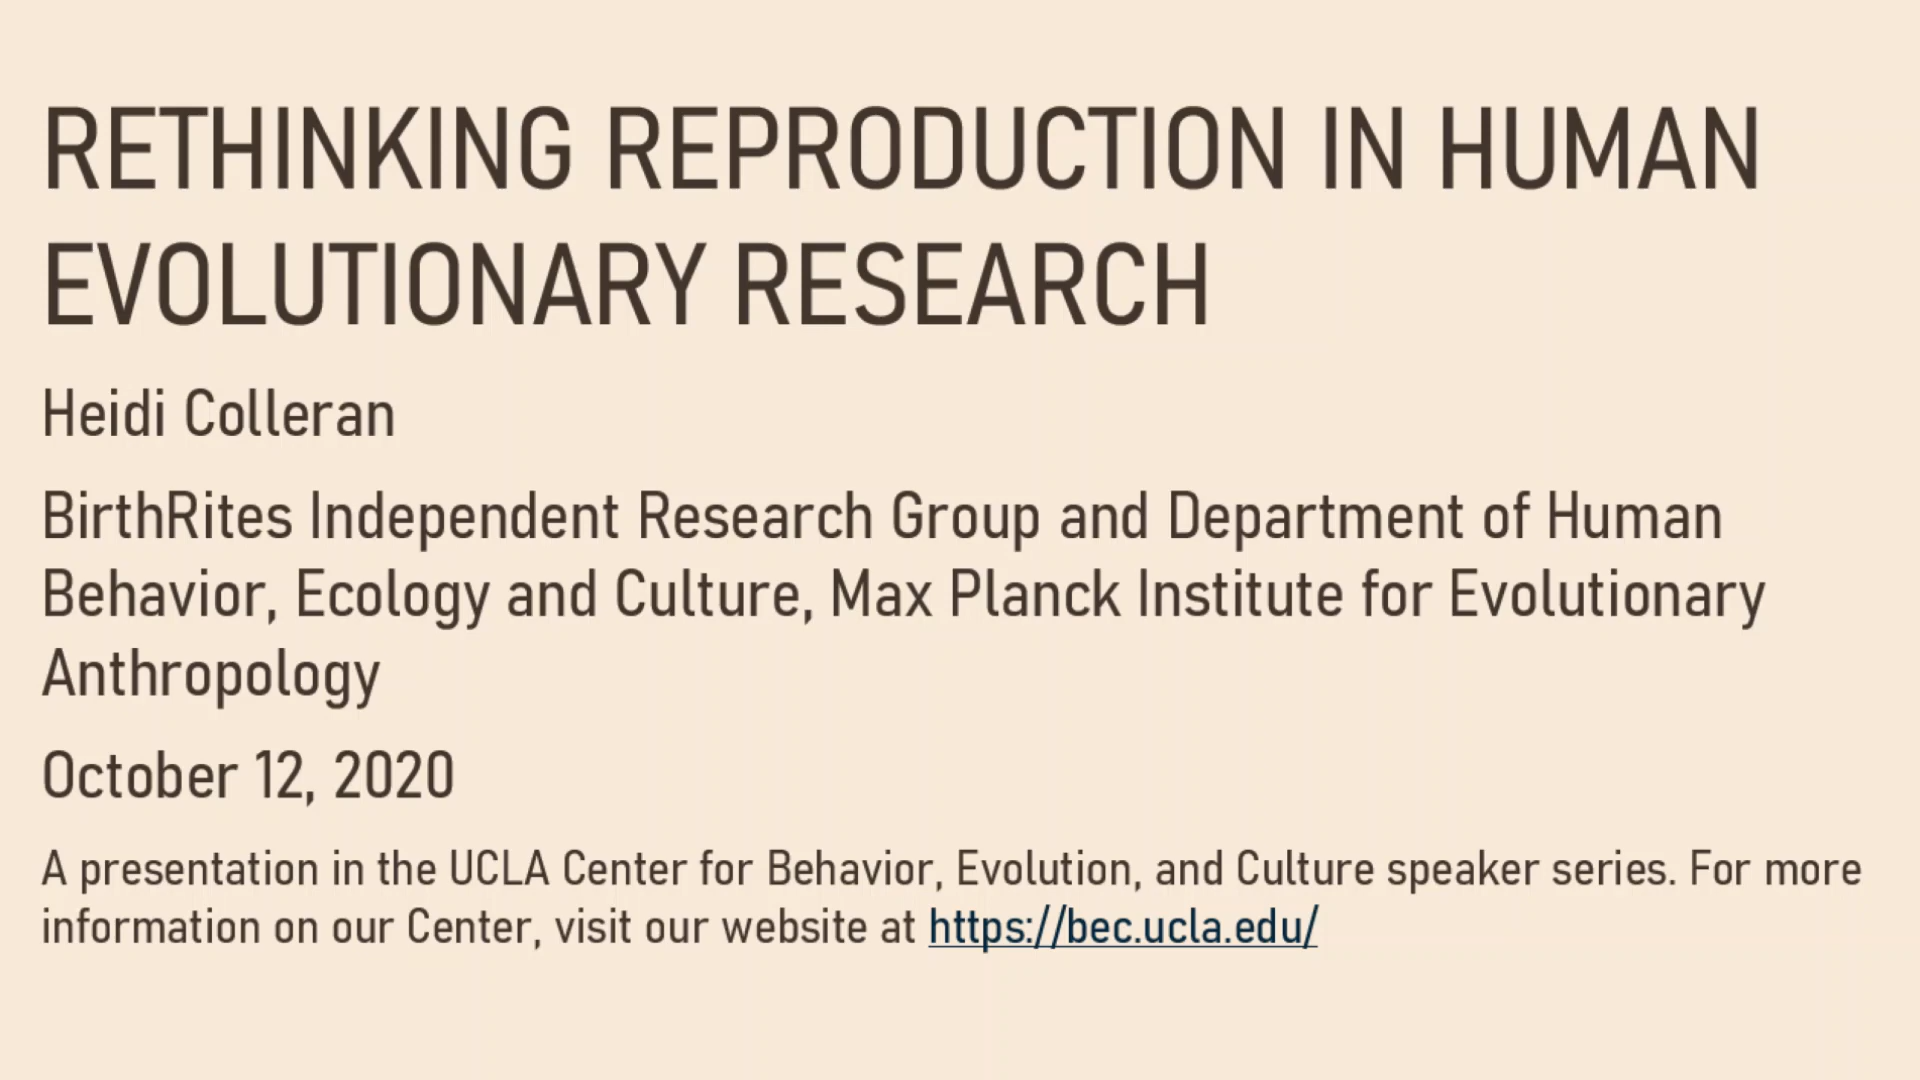 RETHINKING REPRODUCTION IN HUMAN
EVOLUTIONARY RESEARCH
Heidi Colleran
BirthRites Independent Research Group and Department of Human
Behavior, Ecology and Culture, Max Planck Institute for Evolutionary
Anthropology
October 12, 2020
A presentation in the UCLA Center for Behavior, Evolution, and Culture speaker series. For more
information on our Center, visit our website at https://bec.ucla.edu/